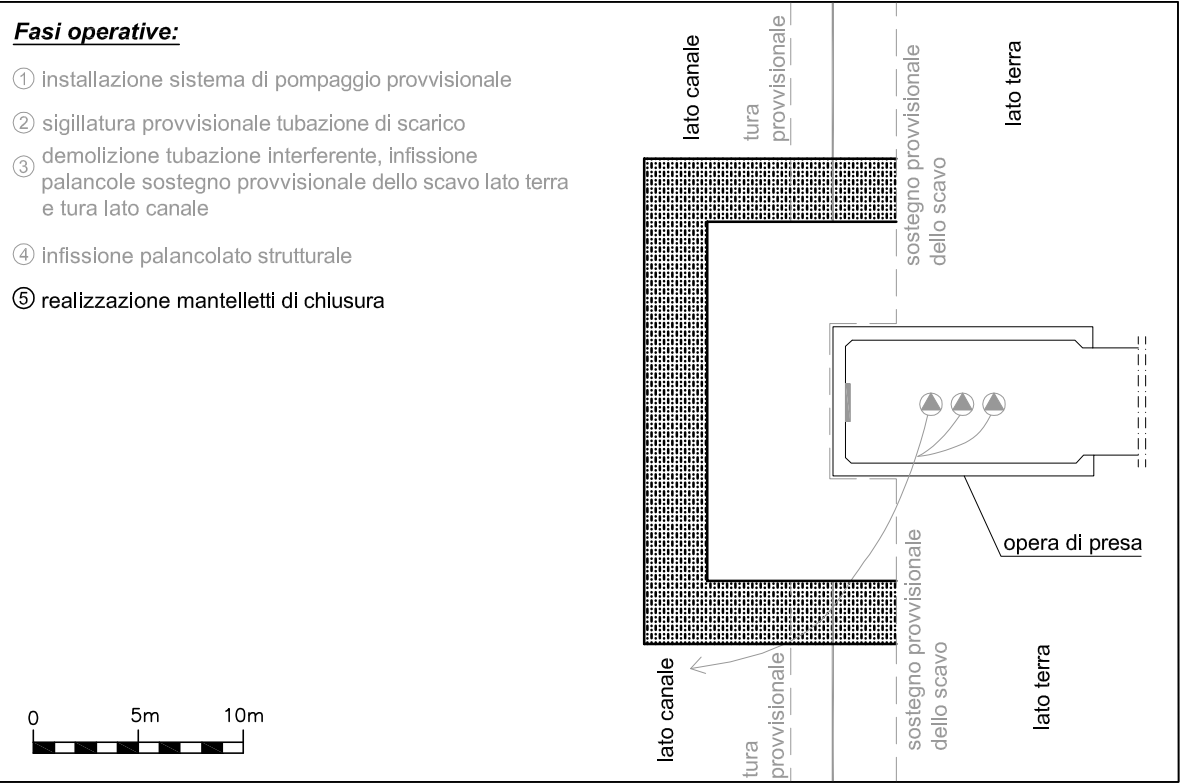 Fasi operative:
1 installazione sistema di pompaggio provvisionale
2 sigillatura provvisionale tubazione di scarico
3 demolizione tubazione interferente, infissione
palancole sostegno provvisionale dello scavo lato terra
e tura lato canale
4 infissione palancolato strutturale
5 realizzazione mantelletti di chiusura
lato canale
tura
provvisionale
sostegno provvisionale
dello scavo
lato terra
opera di presa
lato canale
tura
provvisionale
sostegno provvisionale
dello scavo
lato terra
0 5m 10m